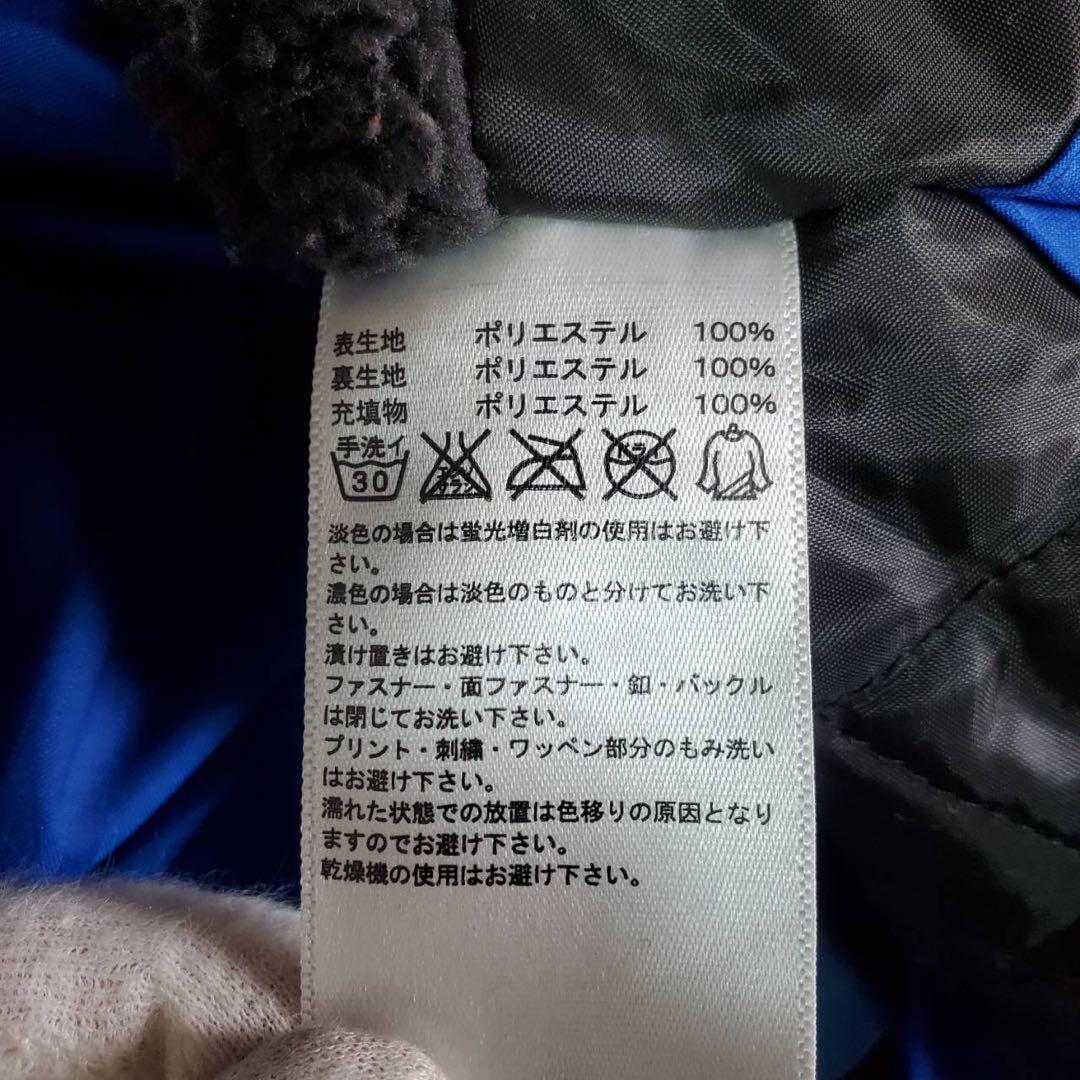 表生地 ポリエステル 100%
裏生地 ポリエステル 100%
充填物 ポリエステル 100%
手洗イ
30
淡色の場合は蛍光増白剤の使用はお避け下
さい。
濃色の場合は淡色のものと分けてお洗い下
さい。
漬け置きはお避け下さい。
ファスナー・面ファスナー・釦・バックル
は閉じてお洗い下さい。
プリント・刺繍・ワッペン部分のもみ洗い
はお避け下さい。
濡れた状態での放置は色移りの原因となり
ますのでお避け下さい。
乾燥機の使用はお避け下さい。